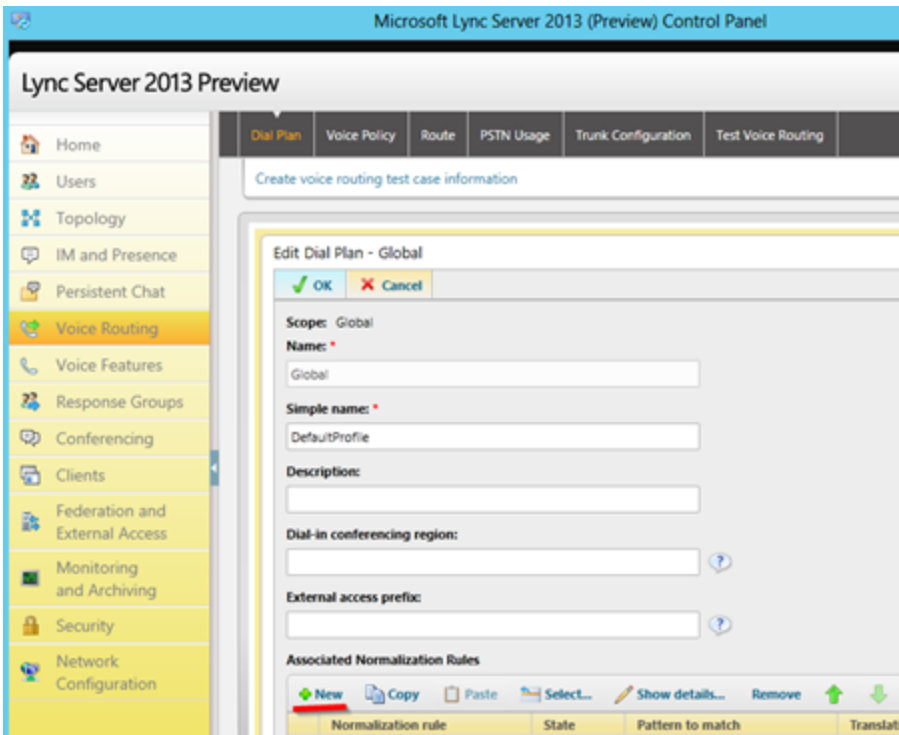 Microsoft Lync Server 2013 (Preview) Control Panel
Lync Server 2013 Preview
Home
Users
Topology
IM and Presence
Persistent Chat
Voice Routing
Voice Features
Response Groups
Conferencing
Clients
Federation and
External Access
Monitoring
and Archiving
Security
Network
Configuration
Dial Plan Voice Policy Route PSTN Usage Trunk Configuration Test Voice Routing
Create voice routing test case information
Edit Dial Plan - Global
OK Cancel
Scope: Global
Name: *
Global
Simple name: *
DefaultProfile
Description:
Dial-in conferencing region:
?
External access prefix:
?
Associated Normalization Rules
New Copy Paste Select... Show details... Remove
Normalization rule State Pattern to match Translat